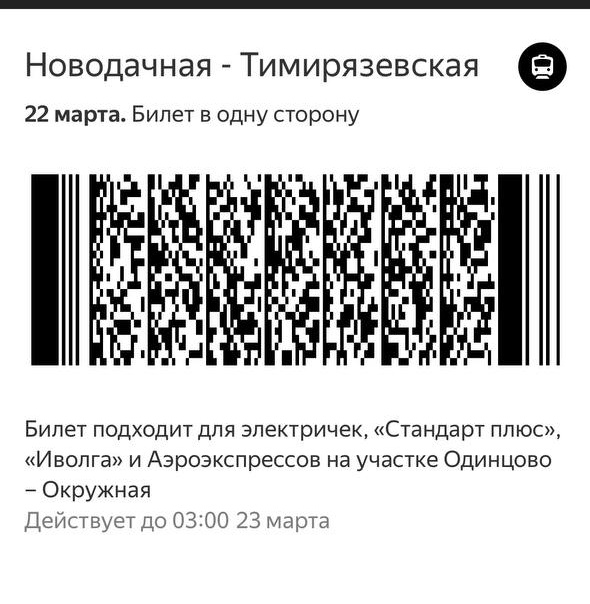 Новодачная - Тимирязевская
22 марта. Билет в одну сторону
Билет подходит для электричек, «Стандарт плюс»,
«Иволга» и Аэроэкспрессов на участке Одинцово
– Окружная
Действует до 03:00 23 марта